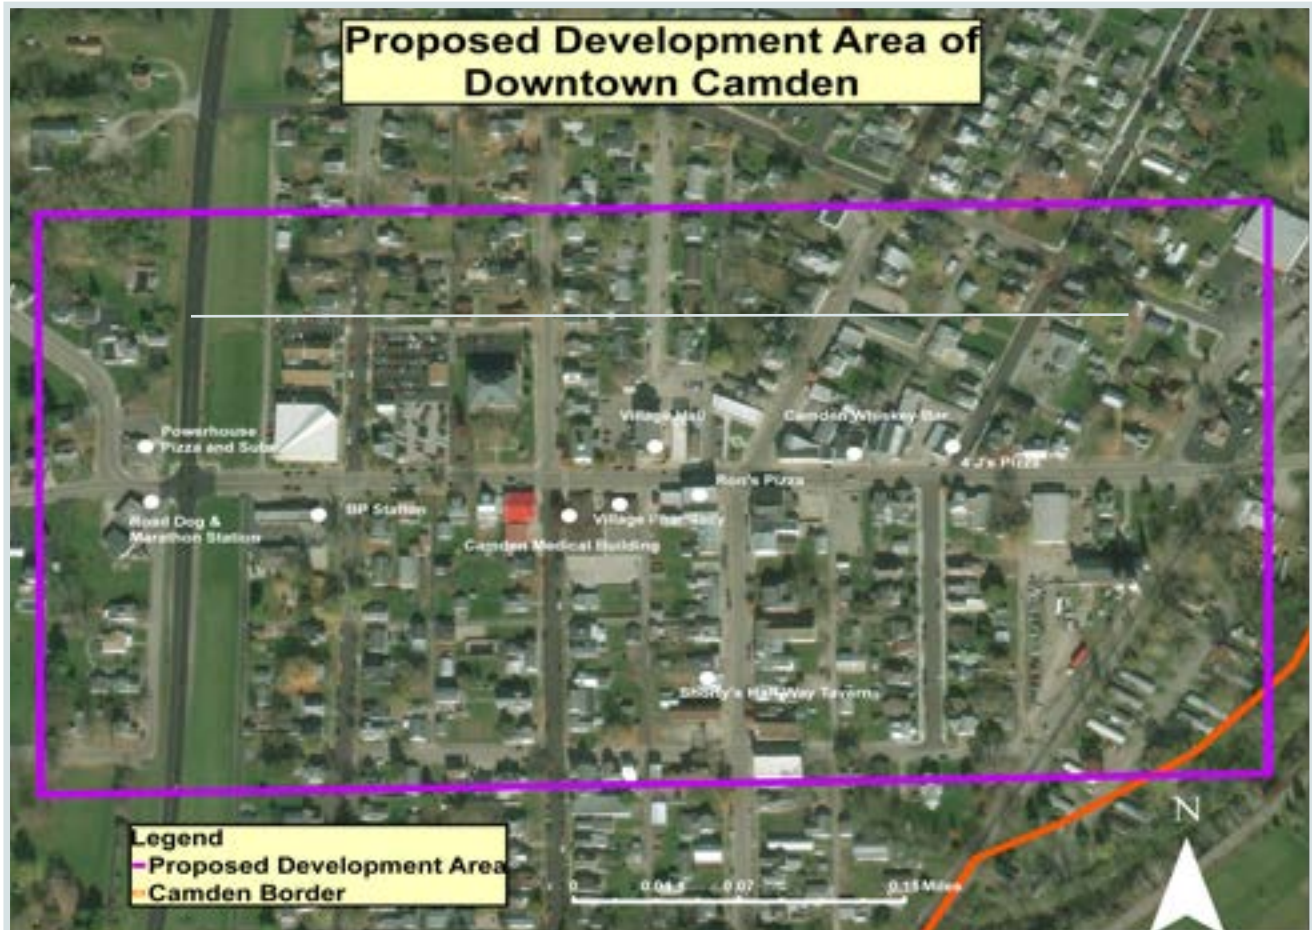 Proposed Development Area of
Downtown Camden
Village Hall
Camden Whiskey Bar
Powerhouse
Pizza and Subs
4 J's Pizza
Ron's Pizza
BP Station
Road Dog &
Marathon Station
Village Pharmacy
Camden Medical Building
Shorty's Half Way Tavern
N
Legend
Proposed Development Area
Camden Border
0
0.07
0.15 Miles